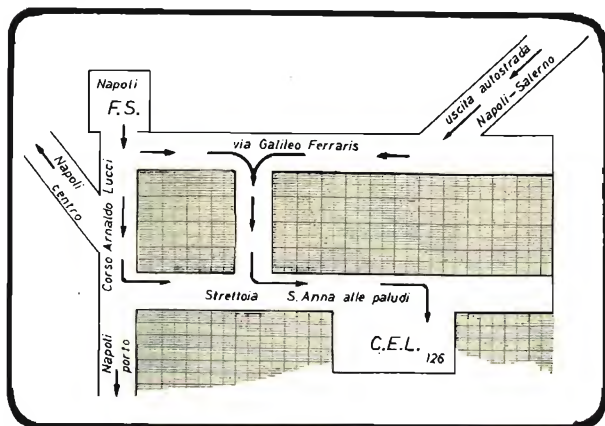 Napoli
F.S.
uscita autostrada
Napoli-Salerno
via Galileo Ferraris
Napoli
centro
Corso Arnaldo Lucci
Strettoia S. Anna alle paludi
C.E.L.
126
Napoli
porto